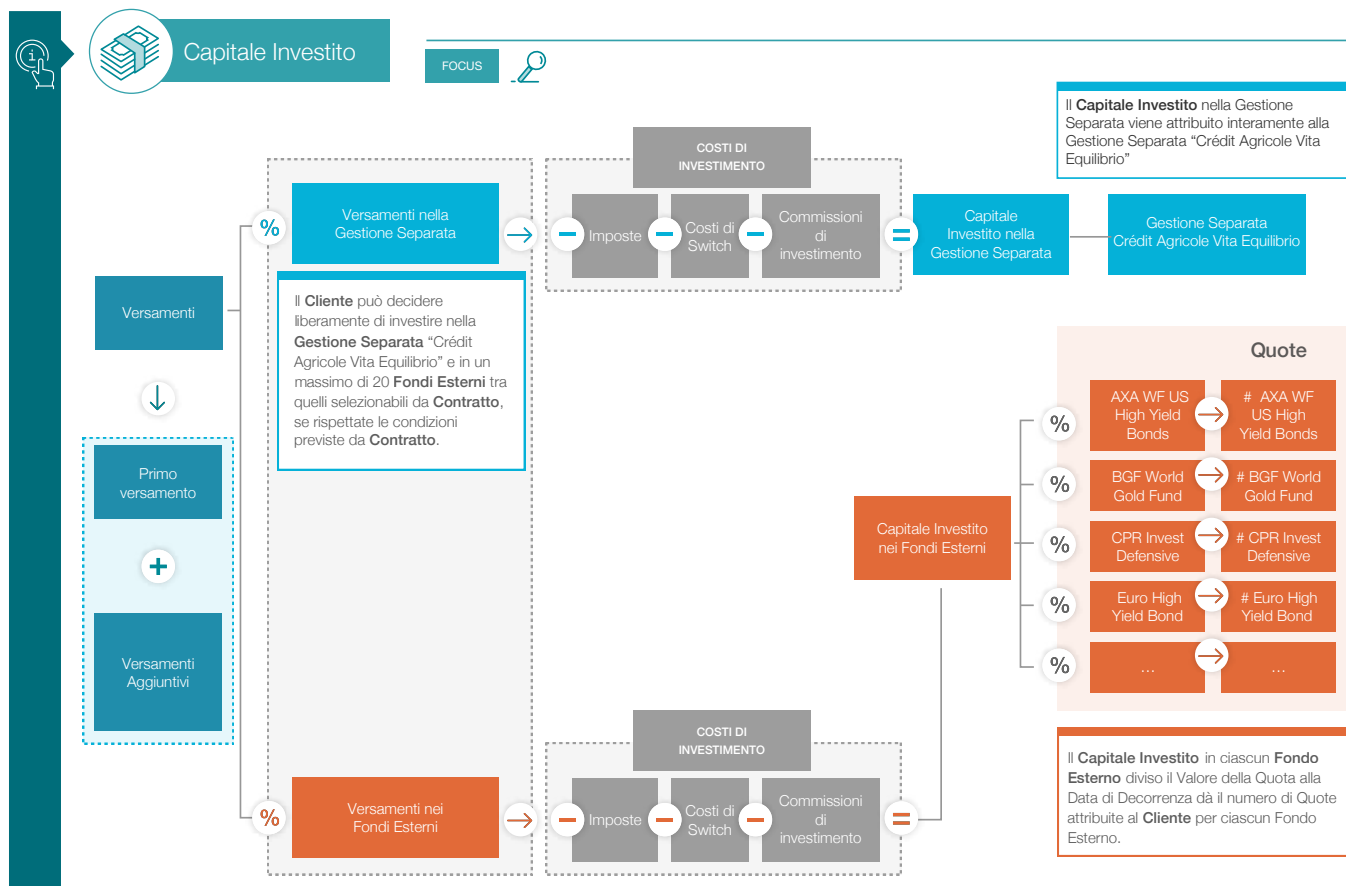 Capitale Investito
FOCUS
Il Capitale Investito nella Gestione
Separata viene attribuito interamente alla
Gestione Separata “Crédit Agricole Vita
Equilibrio”
COSTI DI
INVESTIMENTO
%
Versamenti nella
Gestione Separata
Imposte
Costi di
Switch
Commissioni
di
investimento
=
Capitale
Investito nella
Gestione Separata
Gestione Separata
Crédit Agricole Vita Equilibrio
Versamenti
Il Cliente può decidere
liberamente di investire nella
Gestione Separata “Crédit
Agricole Vita Equilibrio” e in un
massimo di 20 Fondi Esterni tra
quelli selezionabili da Contratto,
se rispettate le condizioni
previste da Contratto.
Primo
versamento
+
Versamenti
Aggiuntivi
Capitale Investito
nei Fondi Esterni
Quote
%
AXA WF US
High Yield
Bonds
# AXA WF
US High
Yield Bonds
%
BGF World
Gold Fund
# BGF World
Gold Fund
%
CPR Invest
Defensive
# CPR Invest
Defensive
%
Euro High
Yield Bond
# Euro High
Yield Bond
%
...
...
COSTI DI
INVESTIMENTO
%
Versamenti nei
Fondi Esterni
Imposte
Costi di
Switch
Commissioni
di
investimento
=
Il Capitale Investito in ciascun Fondo
Esterno diviso il Valore della Quota alla
Data di Decorrenza dà il numero di Quote
attribuite al Cliente per ciascun Fondo
Esterno.